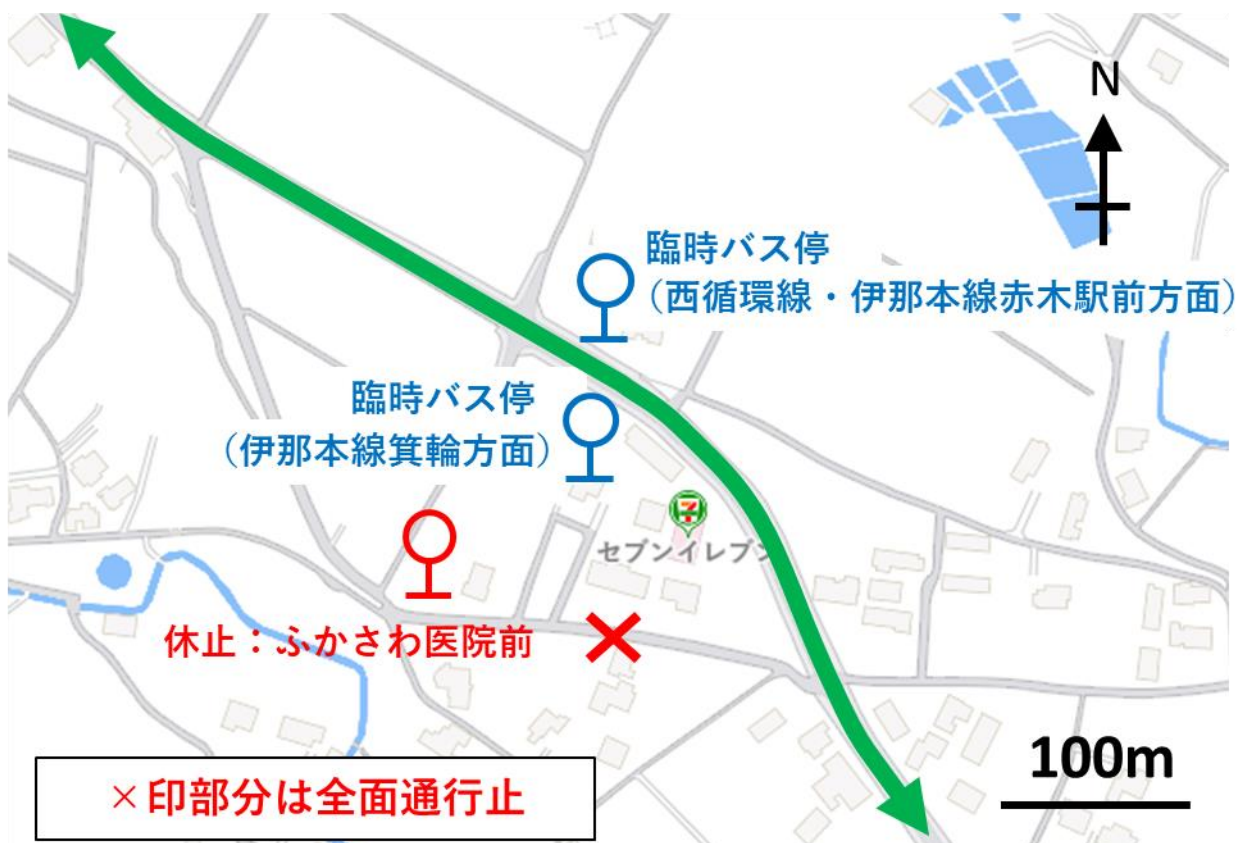 N
臨時バス停
（西循環線・伊那本線赤木駅前方面）
臨時バス停
（伊那本線箕輪方面）
7
セブンイレブン
休止：ふかさわ医院前
100m
×印部分は全面通行止